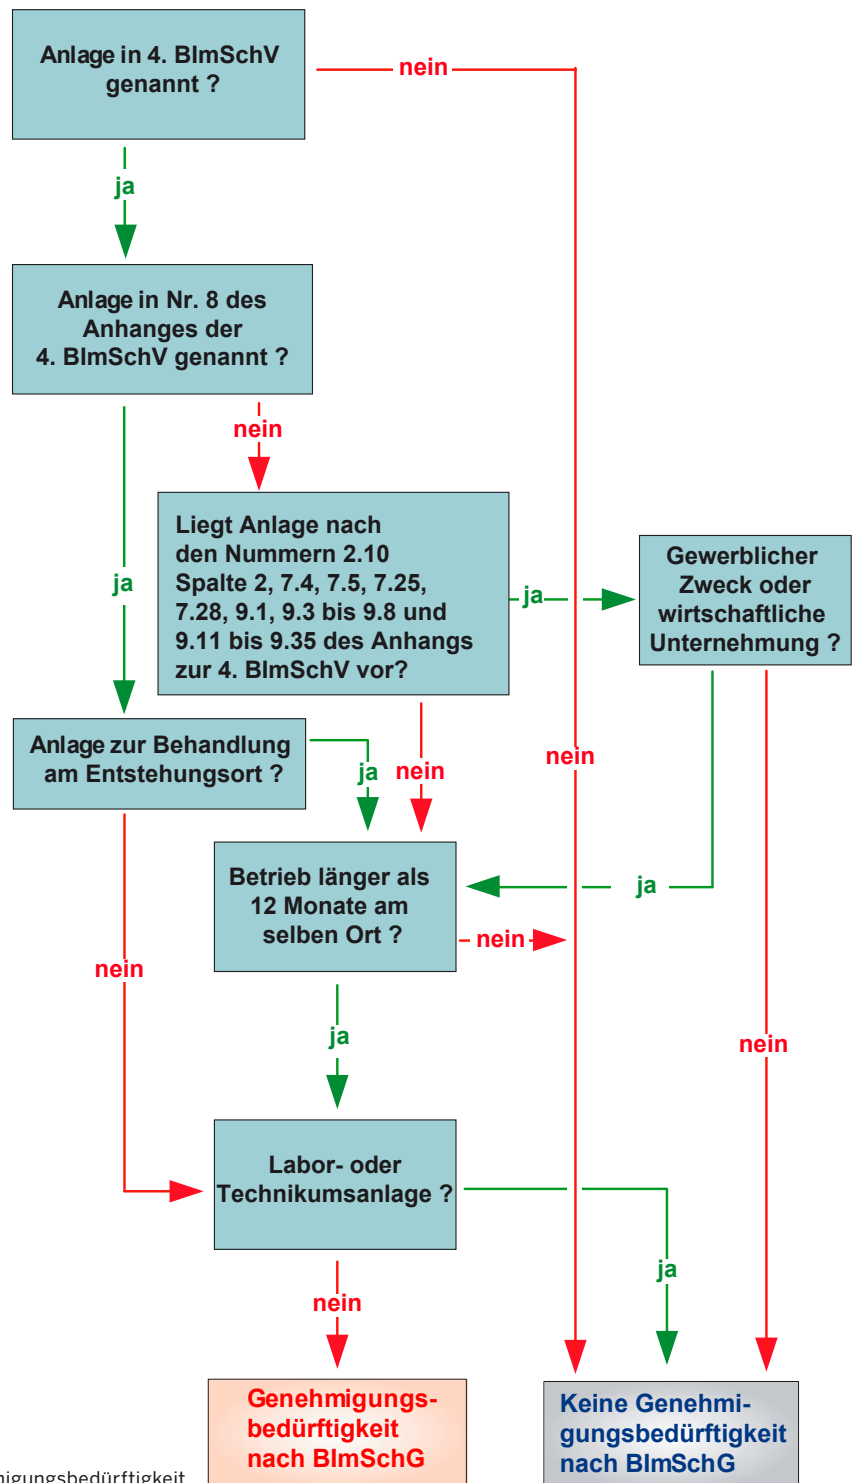 Anlage in 4. BImSchV
genannt ?
nein
ja
Anlage in Nr. 8 des
Anhanges der
4. BImSchV genannt ?
nein
ja
Liegt Anlage nach
den Nummern 2.10
Spalte 2, 7.4, 7.5, 7.25,
7.28, 9.1, 9.3 bis 9.8 und
9.11 bis 9.35 des Anhangs
zur 4. BImSchV vor?
ja
Gewerblicher
Zweck oder
wirtschaftliche
Unternehmung ?
Anlage zur Behandlung
am Entstehungsort ?
ja
nein
nein
Betrieb länger als
12 Monate am
selben Ort ?
ja
nein
nein
ja
nein
Labor- oder
Technikumsanlage ?
ja
nein
Genehmigungs-
bedürftigkeit
nach BImSchG
Keine Genehmi-
gungsbedürftigkeit
nach BImSchG
migungsbedürftigkeit